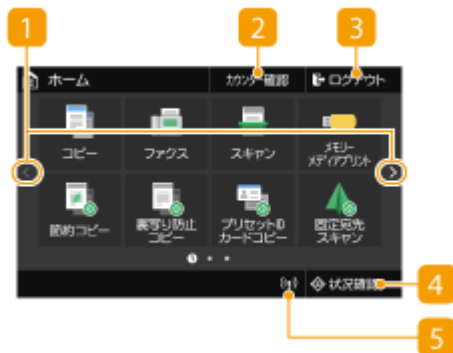 1
2
3
ホーム
カウンター確認
ログアウト
コピー
ファクス
スキャン
メモリー
メディアプリント
節約コピー
裏写り防止
コピー
プリセットID
カードコピー
固定宛先
スキャン
状況確認
4
5